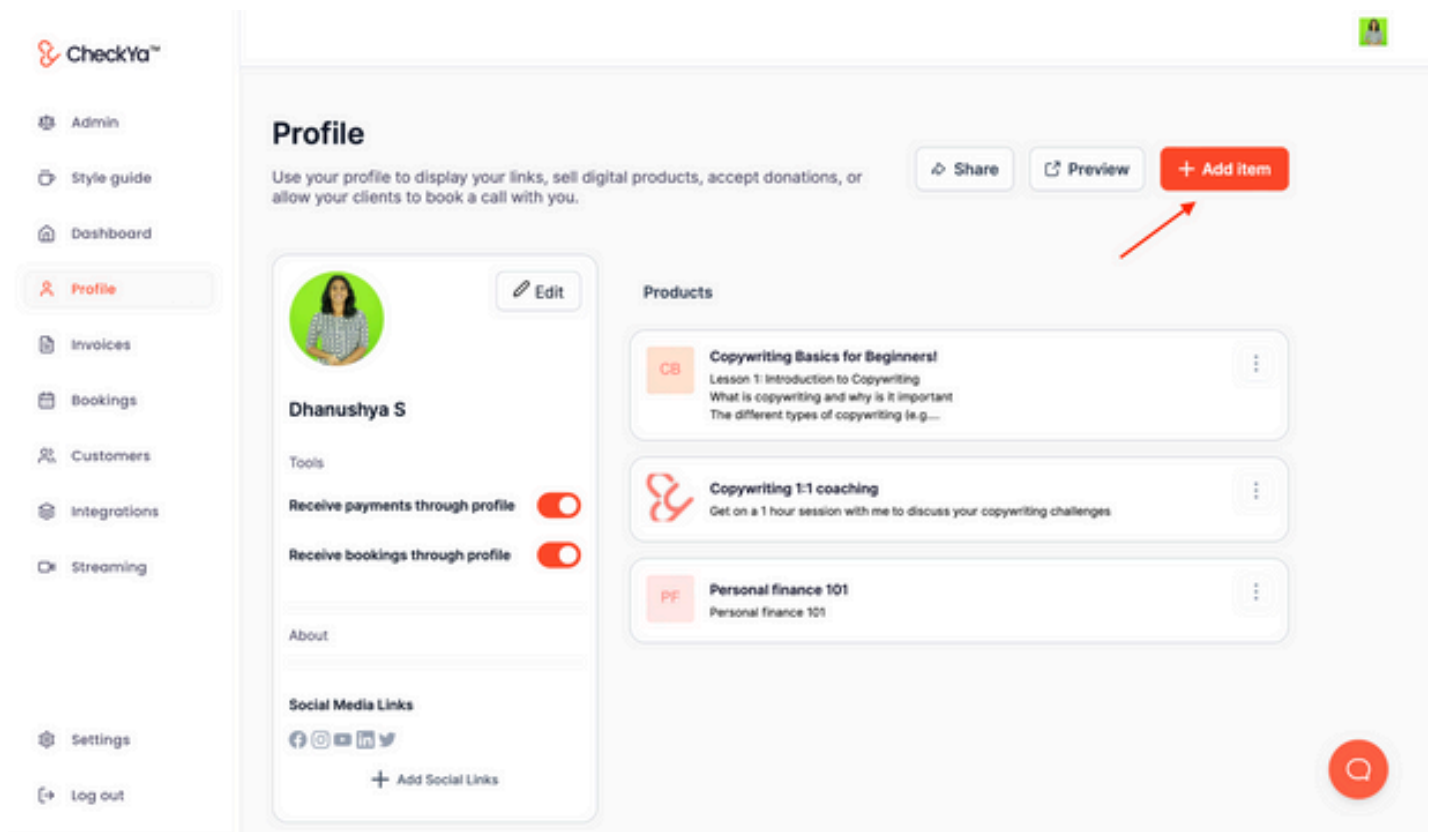 CheckYa™
Admin
Style guide
Dashboard
Profile
Invoices
Bookings
Customers
Integrations
Streaming
Settings
Log out
Profile
Use your profile to display your links, sell digital products, accept donations, or
allow your clients to book a call with you.
Share
Preview
+ Add item
Edit
Dhanushya S
Tools
Receive payments through profile
Receive bookings through profile
About
Social Media Links
+ Add Social Links
Products
CB
Copywriting Basics for Beginners!
Lesson 1: Introduction to Copywriting
What is copywriting and why is it important
The different types of copywriting (e.g....
Copywriting 1:1 coaching
Get on a 1 hour session with me to discuss your copywriting challenges
PF
Personal finance 101
Personal finance 101